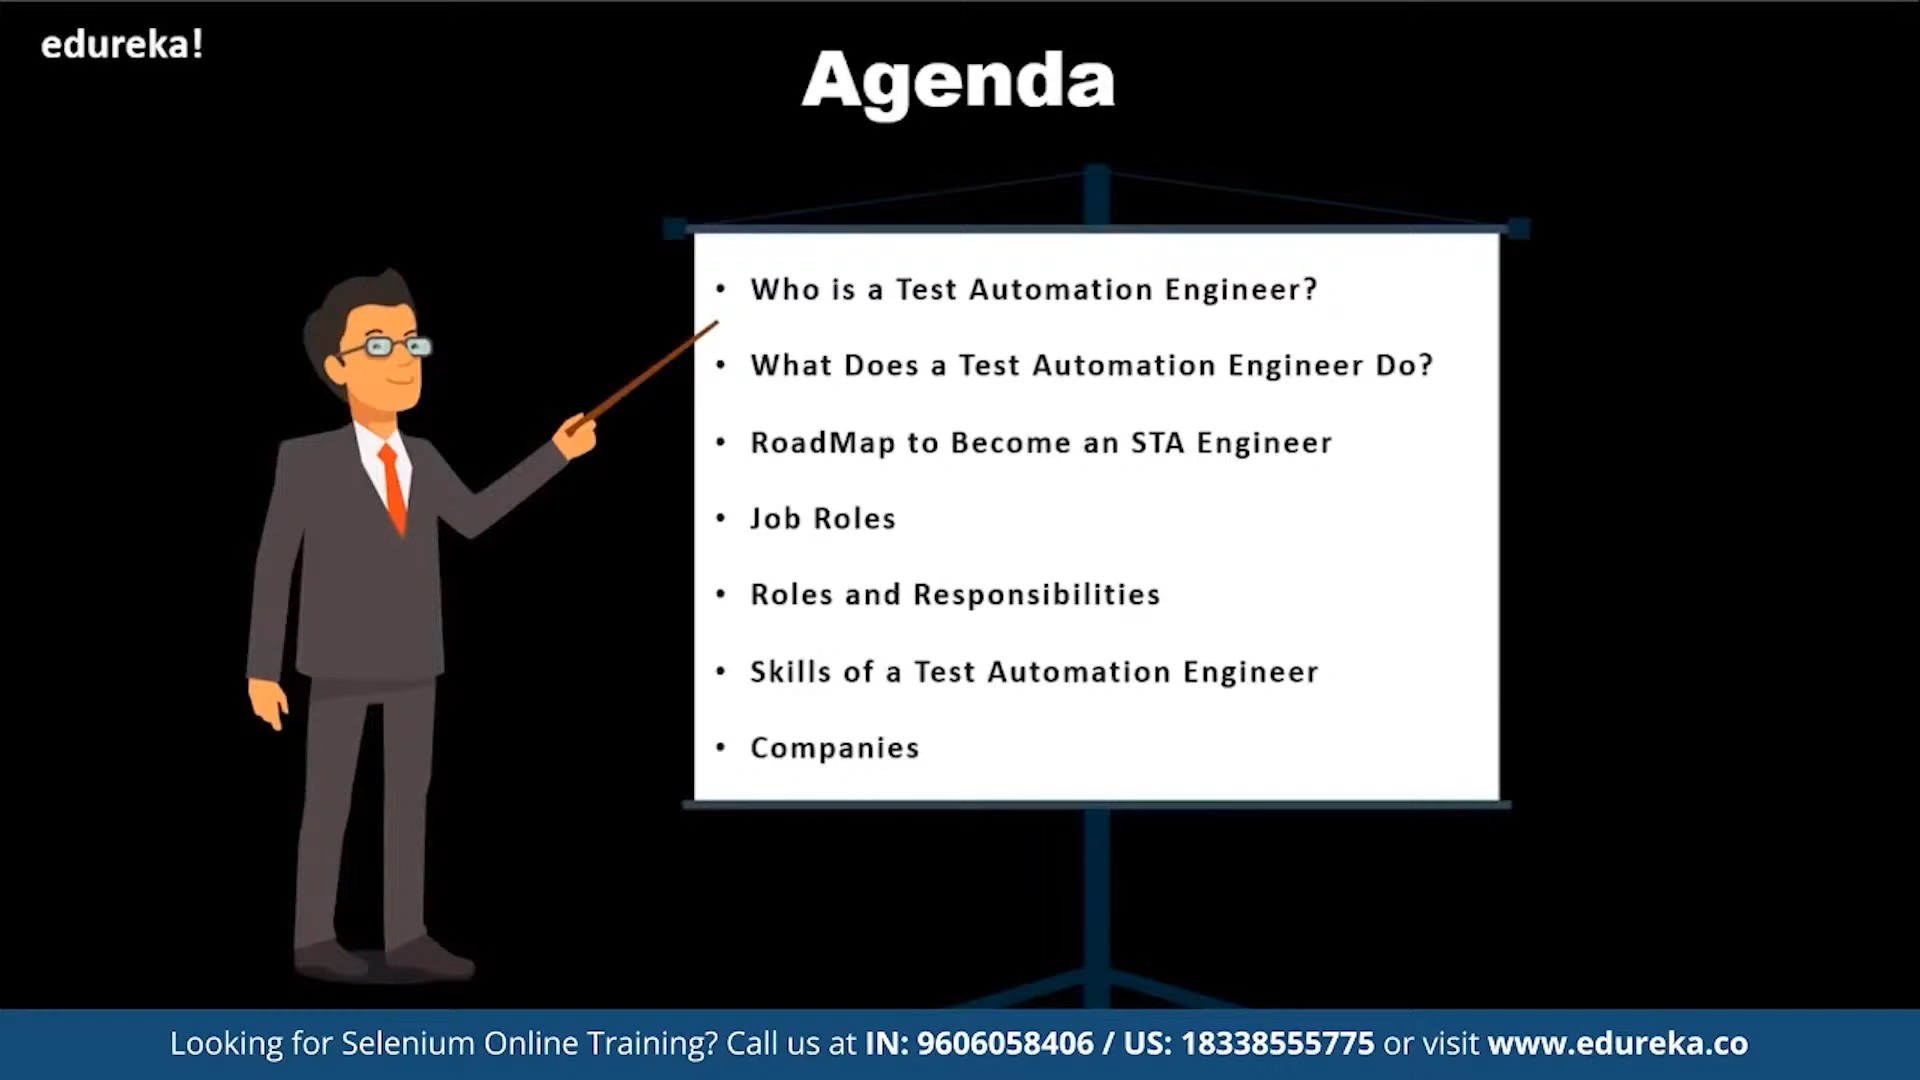 edureka!
Agenda
• Who is a Test Automation Engineer?
• What Does a Test Automation Engineer Do?
• RoadMap to Become an STA Engineer
• Job Roles
• Roles and Responsibilities
• Skills of a Test Automation Engineer
• Companies
Looking for Selenium Online Training? Call us at IN: 9606058406 / US: 18338555775 or visit www.edureka.co